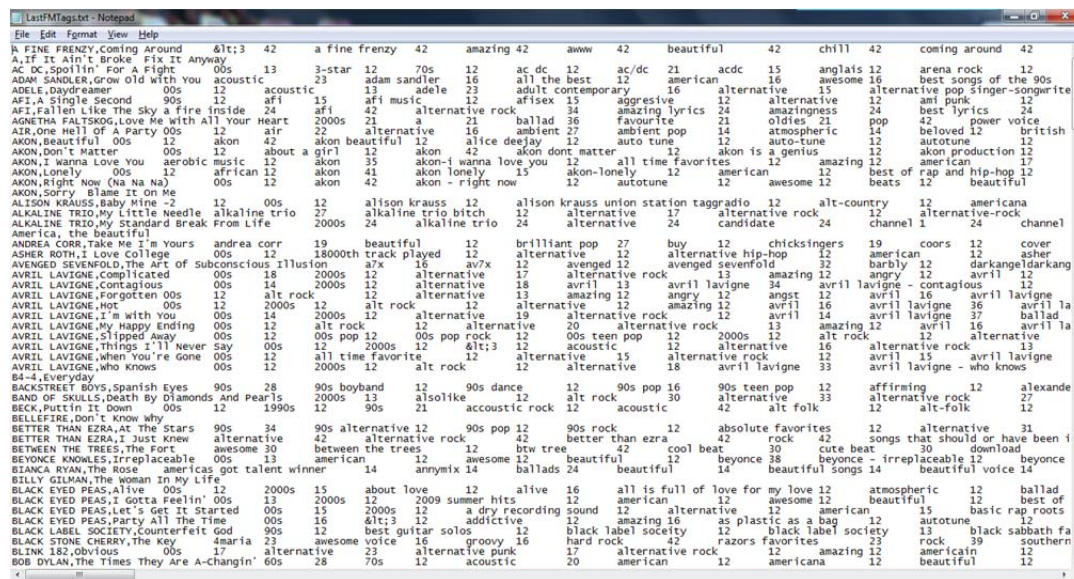 LastFMTags.txt - Notepad
File Edit Format View Help
A FINE FRENZY,Coming Around &lt;3 42 a fine frenzy 42 amazing 42 awww 42 beautiful 42 chill 42 coming around 42
A,If It Ain't Broke Fix It Anyway
AC DC,Spoilin' For A Fight 00s 13 3-star 12 70s 12 ac dc 12 ac/dc 21 acdc 15 anglais 12 arena rock 12
ADAM SANDLER,Grow Old With You acoustic 23 adam sandler 16 all the best 12 american 16 awesome 16 best songs of the 90s
ADELE,Daydreamer 00s 12 acoustic 13 adele 23 adult contemporary 16 alternative 15 alternative pop singer-songwrite
AFI,A Single Second 90s 12 afi 15 afi music 12 afisex 15 aggresive 12 alternative 12 ami punk 12
AFI,Fallen Like The Sky a fire inside 24 afi 42 alternative rock 34 amazing lyrics 24 amazingness 24 best lyrics 24
AGNETHA FALTSKOG,Love Me With All Your Heart 2000s 21 a 21 ballad 36 favourite 21 oldies 21 pop 42 power voice
AIR,One Hell Of A Party 00s 12 air 22 alternative 16 ambient 27 ambient pop 14 atmospheric 14 beloved 12 british
AKON,Beautiful 00s 12 akon 42 akon beautiful 12 alice deejay 12 auto tune 12 auto-tune 12 autotune 12
AKON,Don't Matter 00s 12 about a girl 12 akon 42 akon dont matter 12 akon is a genius 12 akon production 12
AKON,I Wanna Love You aerobic music 12 akon 35 akon-i wanna love you 12 all time favorites 12 amazing 12 american 17
AKON,Lonely 00s 12 african 12 akon 41 akon lonely 15 akon-lonely 12 american 12 best of rap and hip-hop 12
AKON,Right Now (Na Na Na) 00s 12 akon 42 akon - right now 12 autotune 12 awesome 12 beats 12 beautiful
AKON,Sorry Blame It On Me
ALISON KRAUSS,Baby Mine -2 12 00s 12 alison krauss 12 alison krauss union station taggradio 12 alt-country 12 americana
ALKALINE TRIO,My Little Needle alkaline trio 27 alkaline trio bitch 12 alternative 17 alternative rock 12 alternative-rock
ALKALINE TRIO,My Standard Break From Life 2000s 24 alkaline trio 24 alternative 24 candidate 24 channel 1 24 channel
America, the beautiful
ANDREA CORR,Take Me I'm Yours andrea corr 19 beautiful 12 brilliant pop 27 buy 12 chicksingers 19 coors 12 cover
ASHER ROTH,I Love College 00s 12 18000th track played 12 alternative 12 alternative hip-hop 12 american 12 asher
AVENGED SEVENFOLD,The Art of Subconscious Illusion a7x 16 av7x 12 avenged 12 avenged sevenfold 32 barbly 12 darkangeldarkang
AVRIL LAVIGNE,Complicated 00s 18 2000s 12 alternative 17 alternative rock 13 amazing 12 angry 12 avril 12
AVRIL LAVIGNE,Contagious 00s 14 2000s 12 alternative 18 avril 13 avril lavigne 34 avril lavigne - contagious 12
AVRIL LAVIGNE,Forgotten 00s 12 alt rock 12 alternative 13 amazing 12 angry 12 angst 12 avril 16 avril lavigne
AVRIL LAVIGNE,Hot 00s 12 2000s 12 alt rock 12 alternative 12 amazing 12 avril 16 avril lavigne 36 avril la
AVRIL LAVIGNE,I'm With You 00s 14 2000s 12 alternative 19 alternative rock 12 avril 14 avril lavigne 37 ballad
AVRIL LAVIGNE,My Happy Ending 00s 12 alt rock 12 alternative 20 alternative rock 13 amazing 12 avril 16 avril la
AVRIL LAVIGNE,Slipped Away 00s 12 00s pop 12 00s pop rock 12 00s teen pop 12 2000s 12 alt rock 12 alternative
AVRIL LAVIGNE,Things I'll Never Say 00s 12 2000s 12 &lt;3 12 acoustic 12 alternative 16 alternative rock 13
AVRIL LAVIGNE,When You're Gone 00s 12 all time favorite 12 alternative 15 alternative rock 12 avril 15 avril lavigne
AVRIL LAVIGNE,Who Knows 00s 12 2000s 12 alt rock 12 alternative 18 avril lavigne 33 avril lavigne - who knows
B4-4,Everyday
BACKSTREET BOYS,Spanish Eyes 90s 28 90s boyband 12 90s dance 12 90s pop 16 90s teen pop 12 affirming 12 alexande
BAND OF SKULLS,Death By Diamonds And Pearls 2000s 13 alsolike 12 alt rock 30 alternative 33 alternative rock 27
BECK,Puttin It Down 00s 12 1990s 12 90s 21 accoustic rock 12 acoustic 42 alt folk 12 alt-folk 12
BELLEFIRE,Don't Know Why
BETTER THAN EZRA,At The Stars 90s 34 90s alternative 12 90s pop 12 90s rock 12 absolute favorites 12 alternative 31
BETTER THAN EZRA,I Just Knew alternative 42 alternative rock 42 better than ezra 42 rock 42 songs that should or have been i
BETWEEN THE TREES,The Fort awesome 30 between the trees 12 btw tree 42 cool beat 30 cute beat 30 download
BEYONCE KNOWLES,Irreplaceable 00s 13 american 12 awesome 12 beautiful 12 beyonce 38 beyonce - irreplaceable 12 beyonce
BIANCA RYAN,The Rose americas got talent winner 14 annymix 14 ballads 24 beautiful 14 beautiful songs 14 beautiful voice 14
BILLY GILMAN,The Woman In My Life
BLACK EYED PEAS,Alive 00s 12 2000s 15 about love 12 alive 16 all is full of love for my love 12 atmospheric 12 ballad
BLACK EYED PEAS,I Gotta Feelin' 00s 13 2000s 12 2009 summer hits 12 american 12 awesome 12 beautiful 12 best of
BLACK EYED PEAS,Let's Get It Started 00s 15 2000s 12 a dry recording sound 12 alternative 12 american 15 basic rap roots
BLACK EYED PEAS,Party All The Time 00s 16 &lt;3 12 addictive 12 amazing 16 as plastic as a bag 12 autotune 12
BLACK LABEL SOCIETY,Counterfeit God 90s 12 best guitar solos 12 black label soceity 12 black label society 13 black sabbath fa
BLACK STONE CHERRY,The Key 4maria 23 awesome voice 16 groovy 16 hard rock 42 razors favorites 23 rock 39 southern
BLINK 182,Obvious 00s 17 alternative 23 alternative punk 17 alternative rock 12 amazing 12 americain 12
BOB DYLAN,The Times They Are A-Changin' 60s 28 70s 12 acoustic 20 american 12 americana 12 beautiful 12